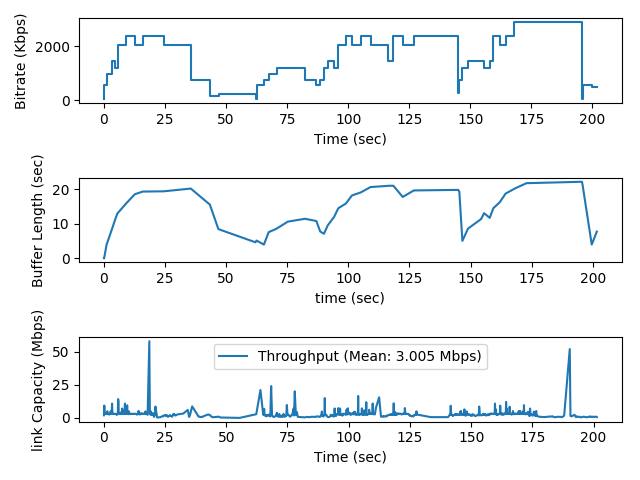 Bitrate (Kbps)
2000
0
0 25 50 75 100 125 150 175 200
Time (sec)
Buffer Length (sec)
20
10
0
0 25 50 75 100 125 150 175 200
time (sec)
link Capacity (Mbps)
50
25
0
Throughput (Mean: 3.005 Mbps)
0 25 50 75 100 125 150 175 200
Time (sec)